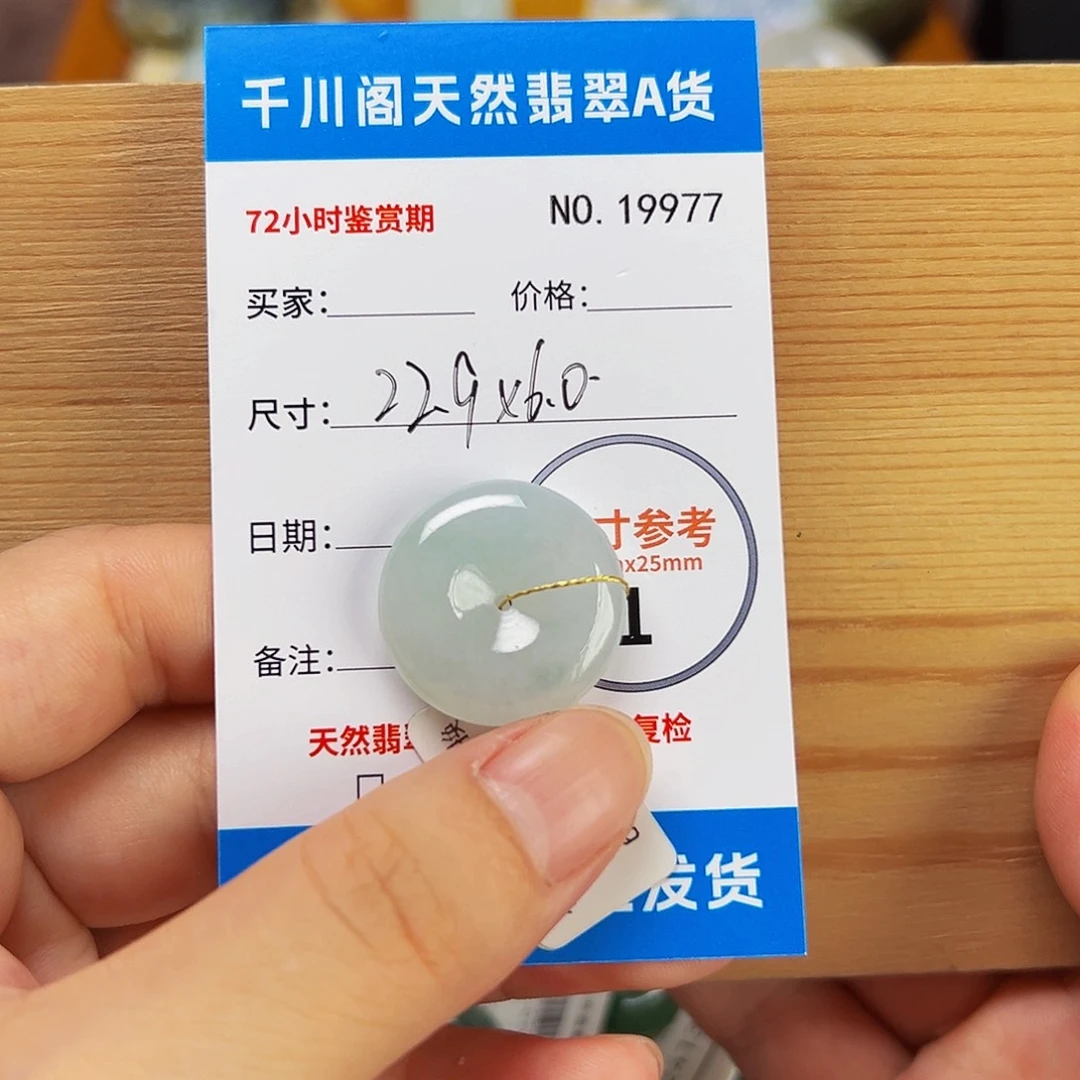 千川阁天然翡翠A货
72小时鉴赏期
NO. 19977
买家：
价格：
尺寸：22.9x6.0
寸参考
x25mm
日期：
1
备注：
天然翡
复检
发货